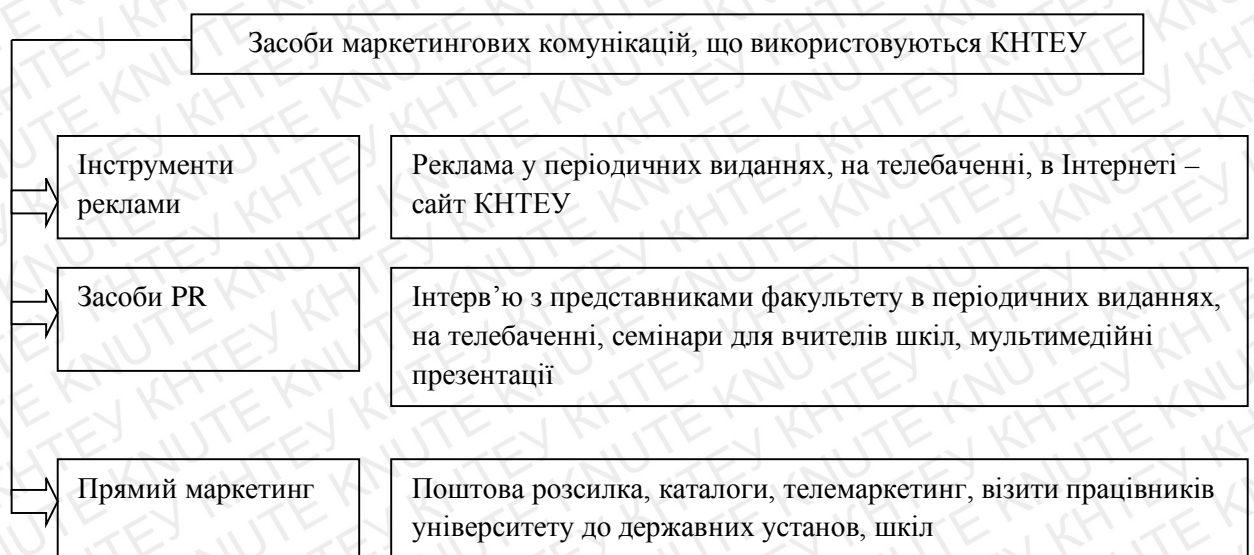 Засоби маркетингових комунікацій, що використовуються КНТЕУ
Інструменти
реклами
Реклама у періодичних виданнях, на телебаченні, в Інтернеті –
сайт КНТЕУ
Засоби PR
Інтерв’ю з представниками факультету в періодичних виданнях,
на телебаченні, семінари для вчителів шкіл, мультимедійні
презентації
Прямий маркетинг
Поштова розсилка, каталоги, телемаркетинг, візити працівників
університету до державних установ, шкіл